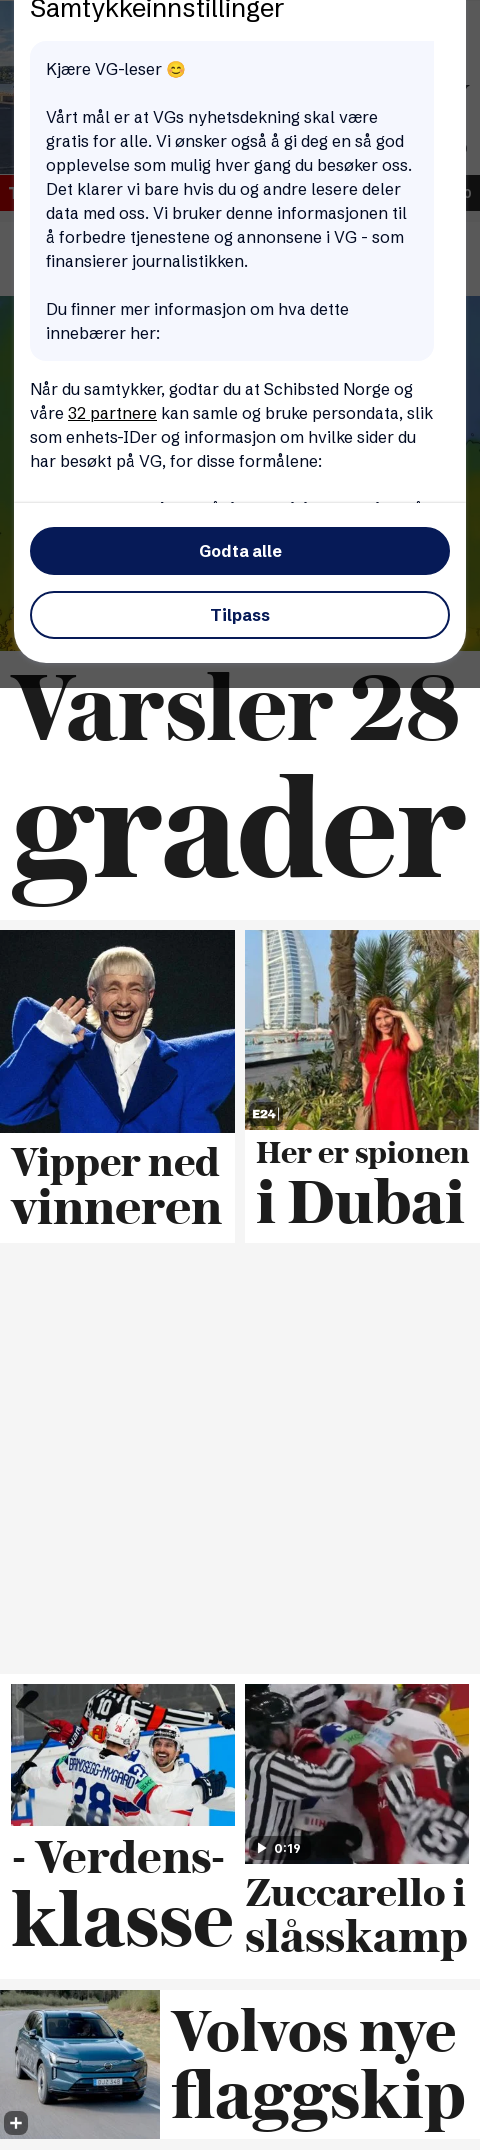 Samtykkeinnstillinger
Kjære VG-leser 😊
Vårt mål er at VGs nyhetsdekning skal være
gratis for alle. Vi ønsker også å gi deg en så god
opplevelse som mulig hver gang du besøker oss.
Det klarer vi bare hvis du og andre lesere deler
data med oss. Vi bruker denne informasjonen til
å forbedre tjenestene og annonsene i VG - som
finansierer journalistikken.
Du finner mer informasjon om hva dette
innebærer her:
Når du samtykker, godtar du at Schibsted Norge og
våre 32 partnere kan samle og bruke persondata, slik
som enhets-IDer og informasjon om hvilke sider du
har besøkt på VG, for disse formålene:
Godta alle
Tilpass
Varsler 28
grader
E24
Vipper ned
vinneren
Her er spionen
i Dubai
BRANDSEGG-NYGÅRD
28
- Verdens-
klasse
0:19
Zuccarello i
slåsskamp
Volvos nye
flaggskip